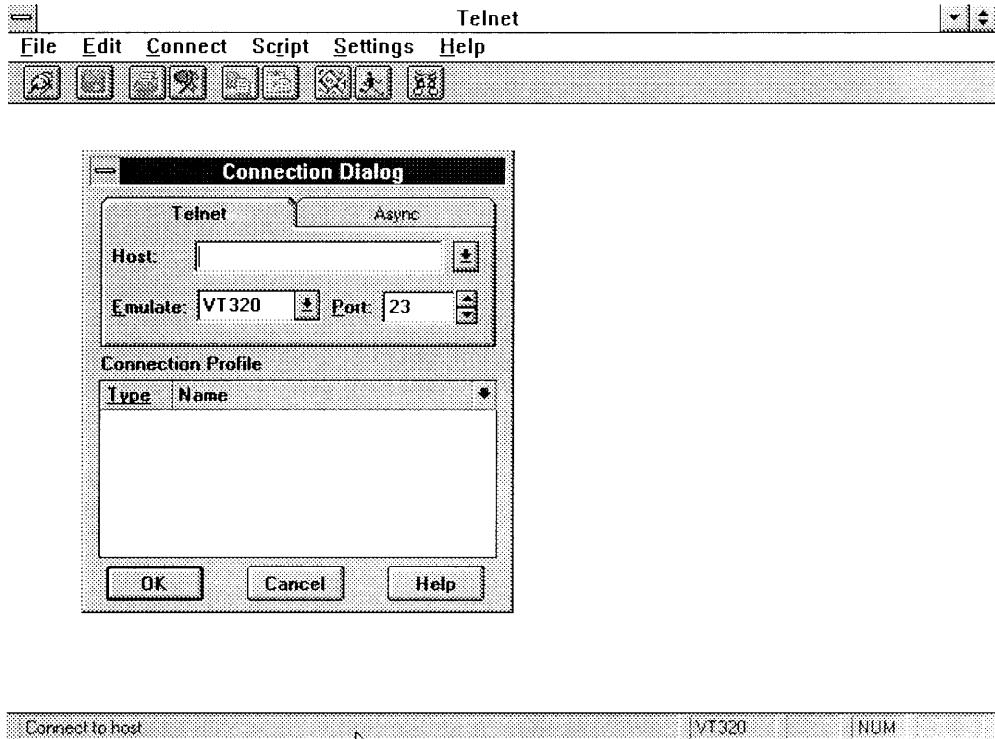 Telnet
File Edit Connect Script Settings Help
Connection Dialog
Telnet Async
Host:
Emulate: VT320 Port: 23
Connection Profile
Type Name
OK Cancel Help
Connect to host VT320 NUM